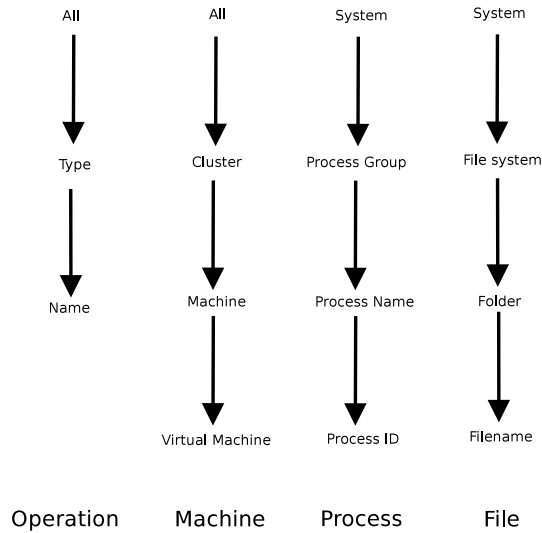 All
All
System
System
Type
Cluster
Process Group
File system
Name
Machine
Process Name
Folder
Virtual Machine
Process ID
Filename
Operation
Machine
Process
File